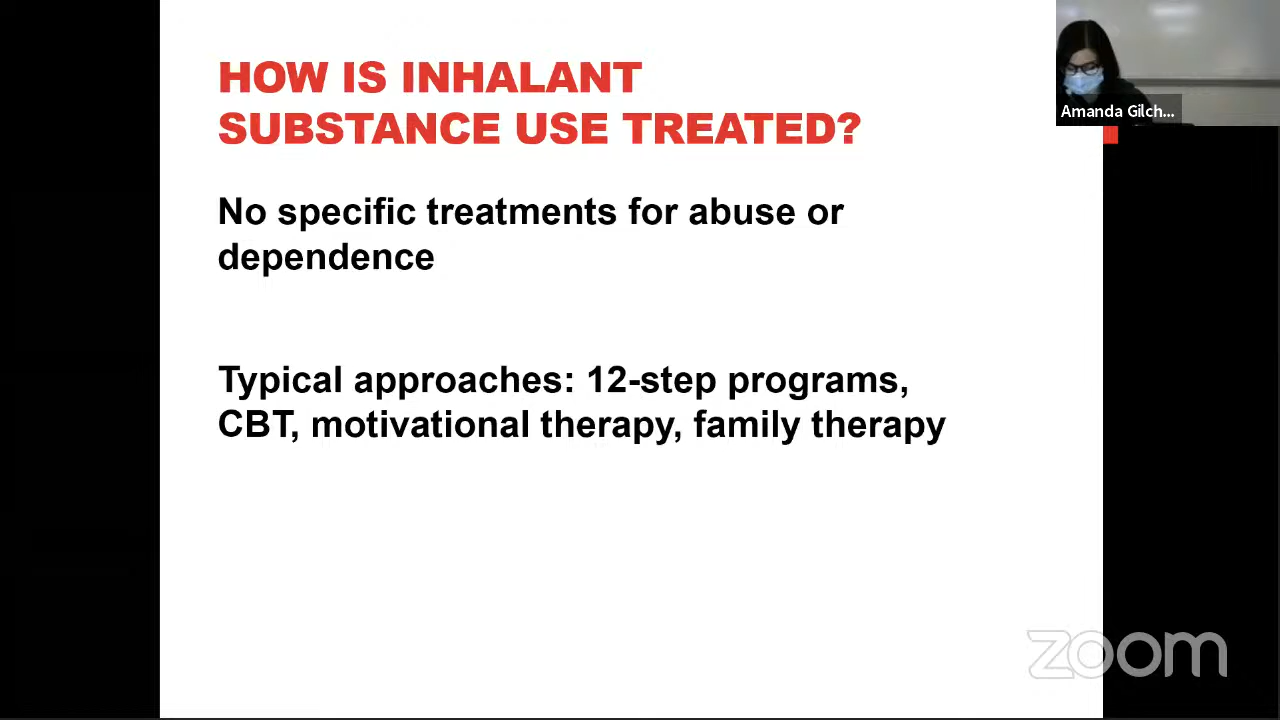 HOW IS INHALANT
SUBSTANCE USE TREATED?
Amanda Gilch...
No specific treatments for abuse or
dependence
Typical approaches: 12-step programs,
CBT, motivational therapy, family therapy
zoom